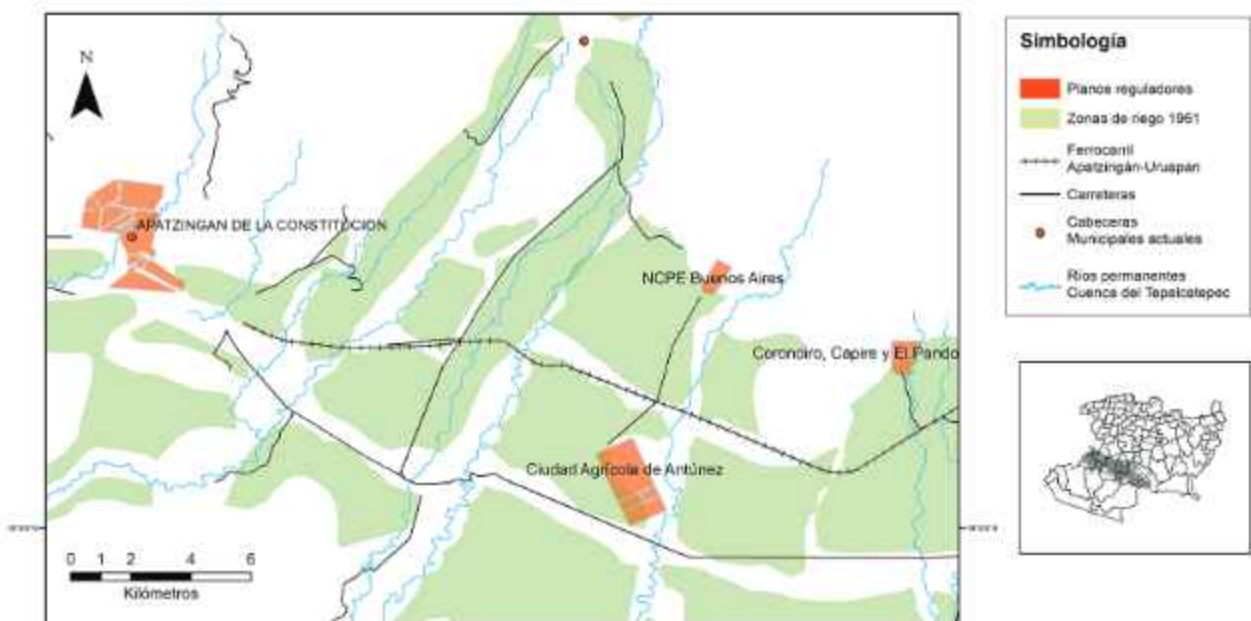 N
APATZINGAN DE LA CONSTITUCION
NCPE Buenos Aires
Coronciro, Capire y El Pando
Ciudad Agrícola de Antúnez
0 1 2 4 6
Kilómetros
Simbología
Planos reguladores
Zonas de riego 1961
Ferrocarril
Apatzingán-Uruapan
Carreteras
Cabeceras
Municipales actuales
Ríos permanentes
Cuenca del Tepalcatepec